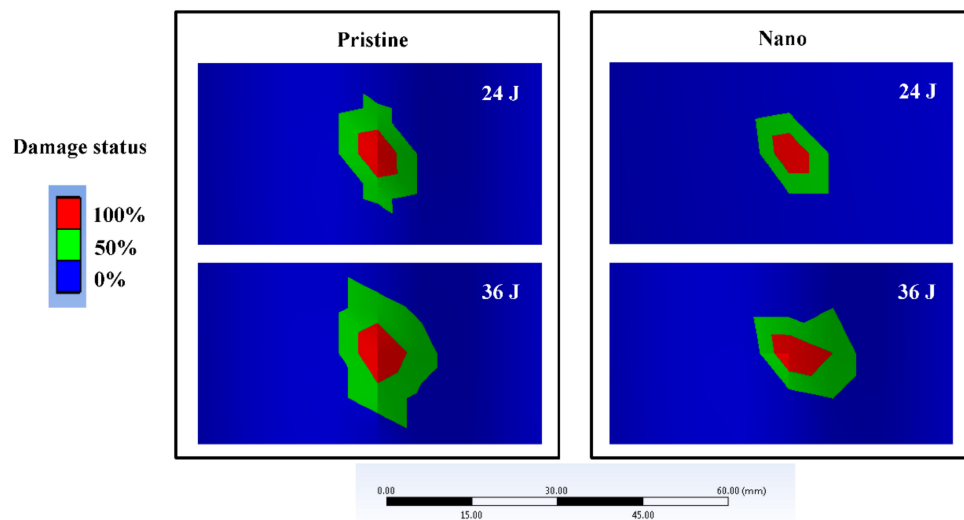 Pristine
Nano
24 J
24 J
Damage status
100%
50%
0%
36 J
36 J
0.00 30.00 60.00 (mm)
15.00 45.00